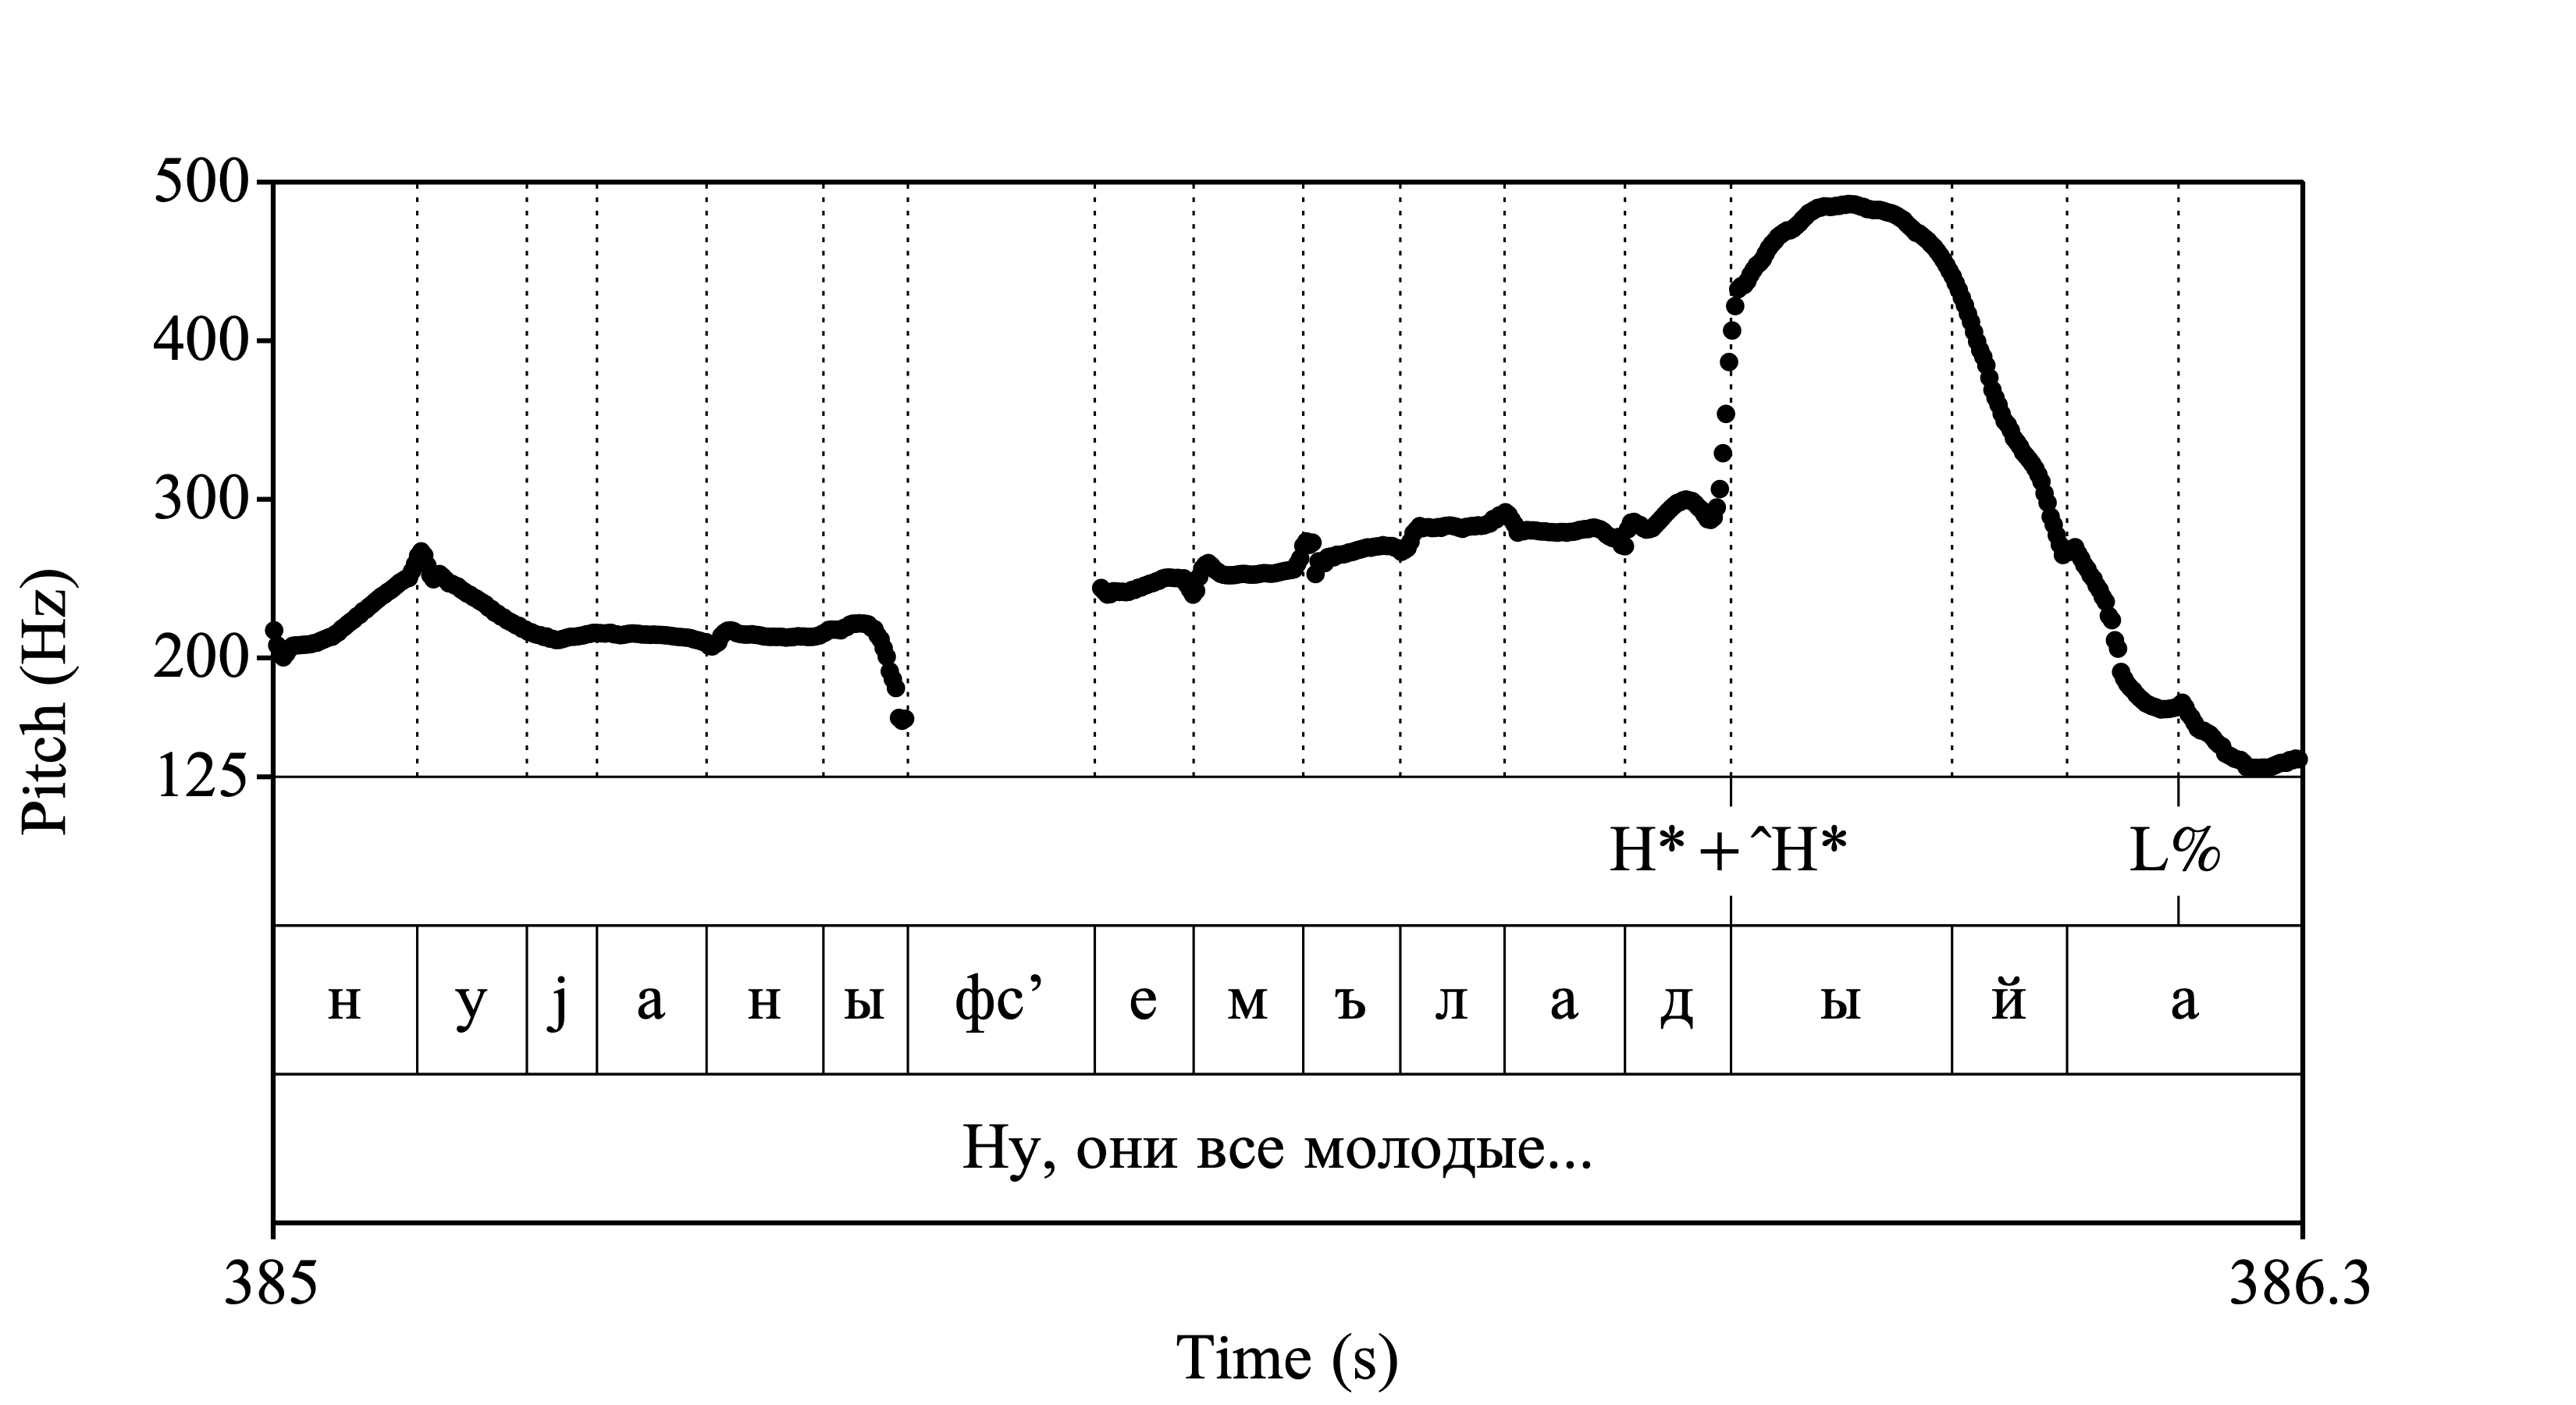 500
400
300
200
125
Pitch (Hz)
H* + ˆH* L%
н у j а н ы фс’ е м ъ л а д ы й а
Ну, они все молодые...
385 386.3
Time (s)